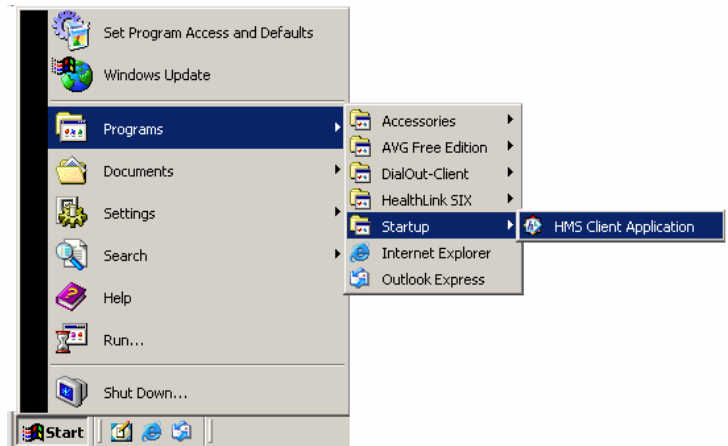 Set Program Access and Defaults
Windows Update
Programs
Documents
Settings
Search
Help
Run...
Shut Down...
Start
Accessories
AVG Free Edition
DialOut-Client
HealthLink SIX
Startup
Internet Explorer
Outlook Express
HMS Client Application